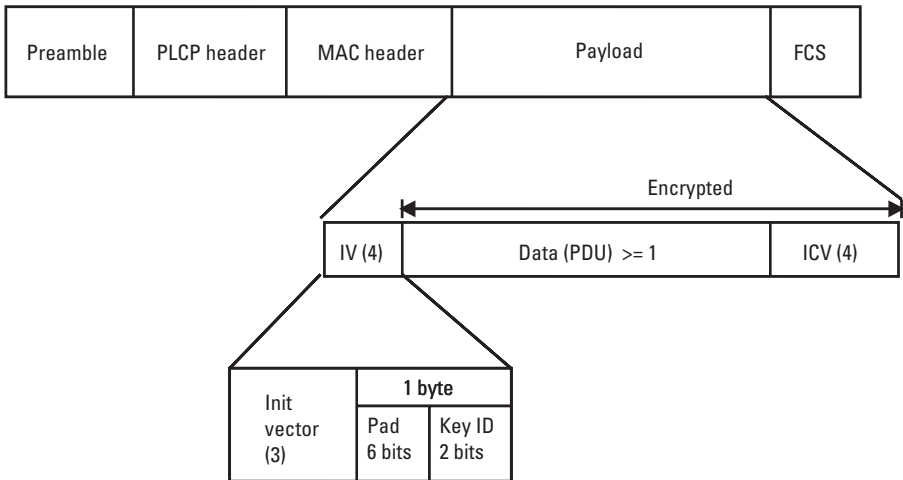 Preamble
PLCP header
MAC header
Payload
FCS
Encrypted
IV (4)
Data (PDU) >= 1
ICV (4)
Init
vector
(3)
1 byte
Pad
6 bits
Key ID
2 bits